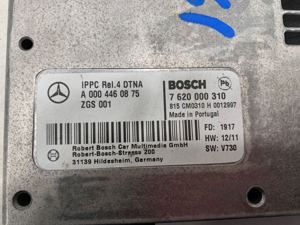 IPPC Rel.4 DTNA
A 000 446 08 75
ZGS 001
BOSCH
Pb
7 620 000 310
815 CM0310 H 0012997
Made in Portugal
FD: 1917
HW: 12/11
SW: V730
Robert Bosch Car Multimedia GmbH
Robert-Bosch-Strasse 200
31139 Hildesheim, Germany